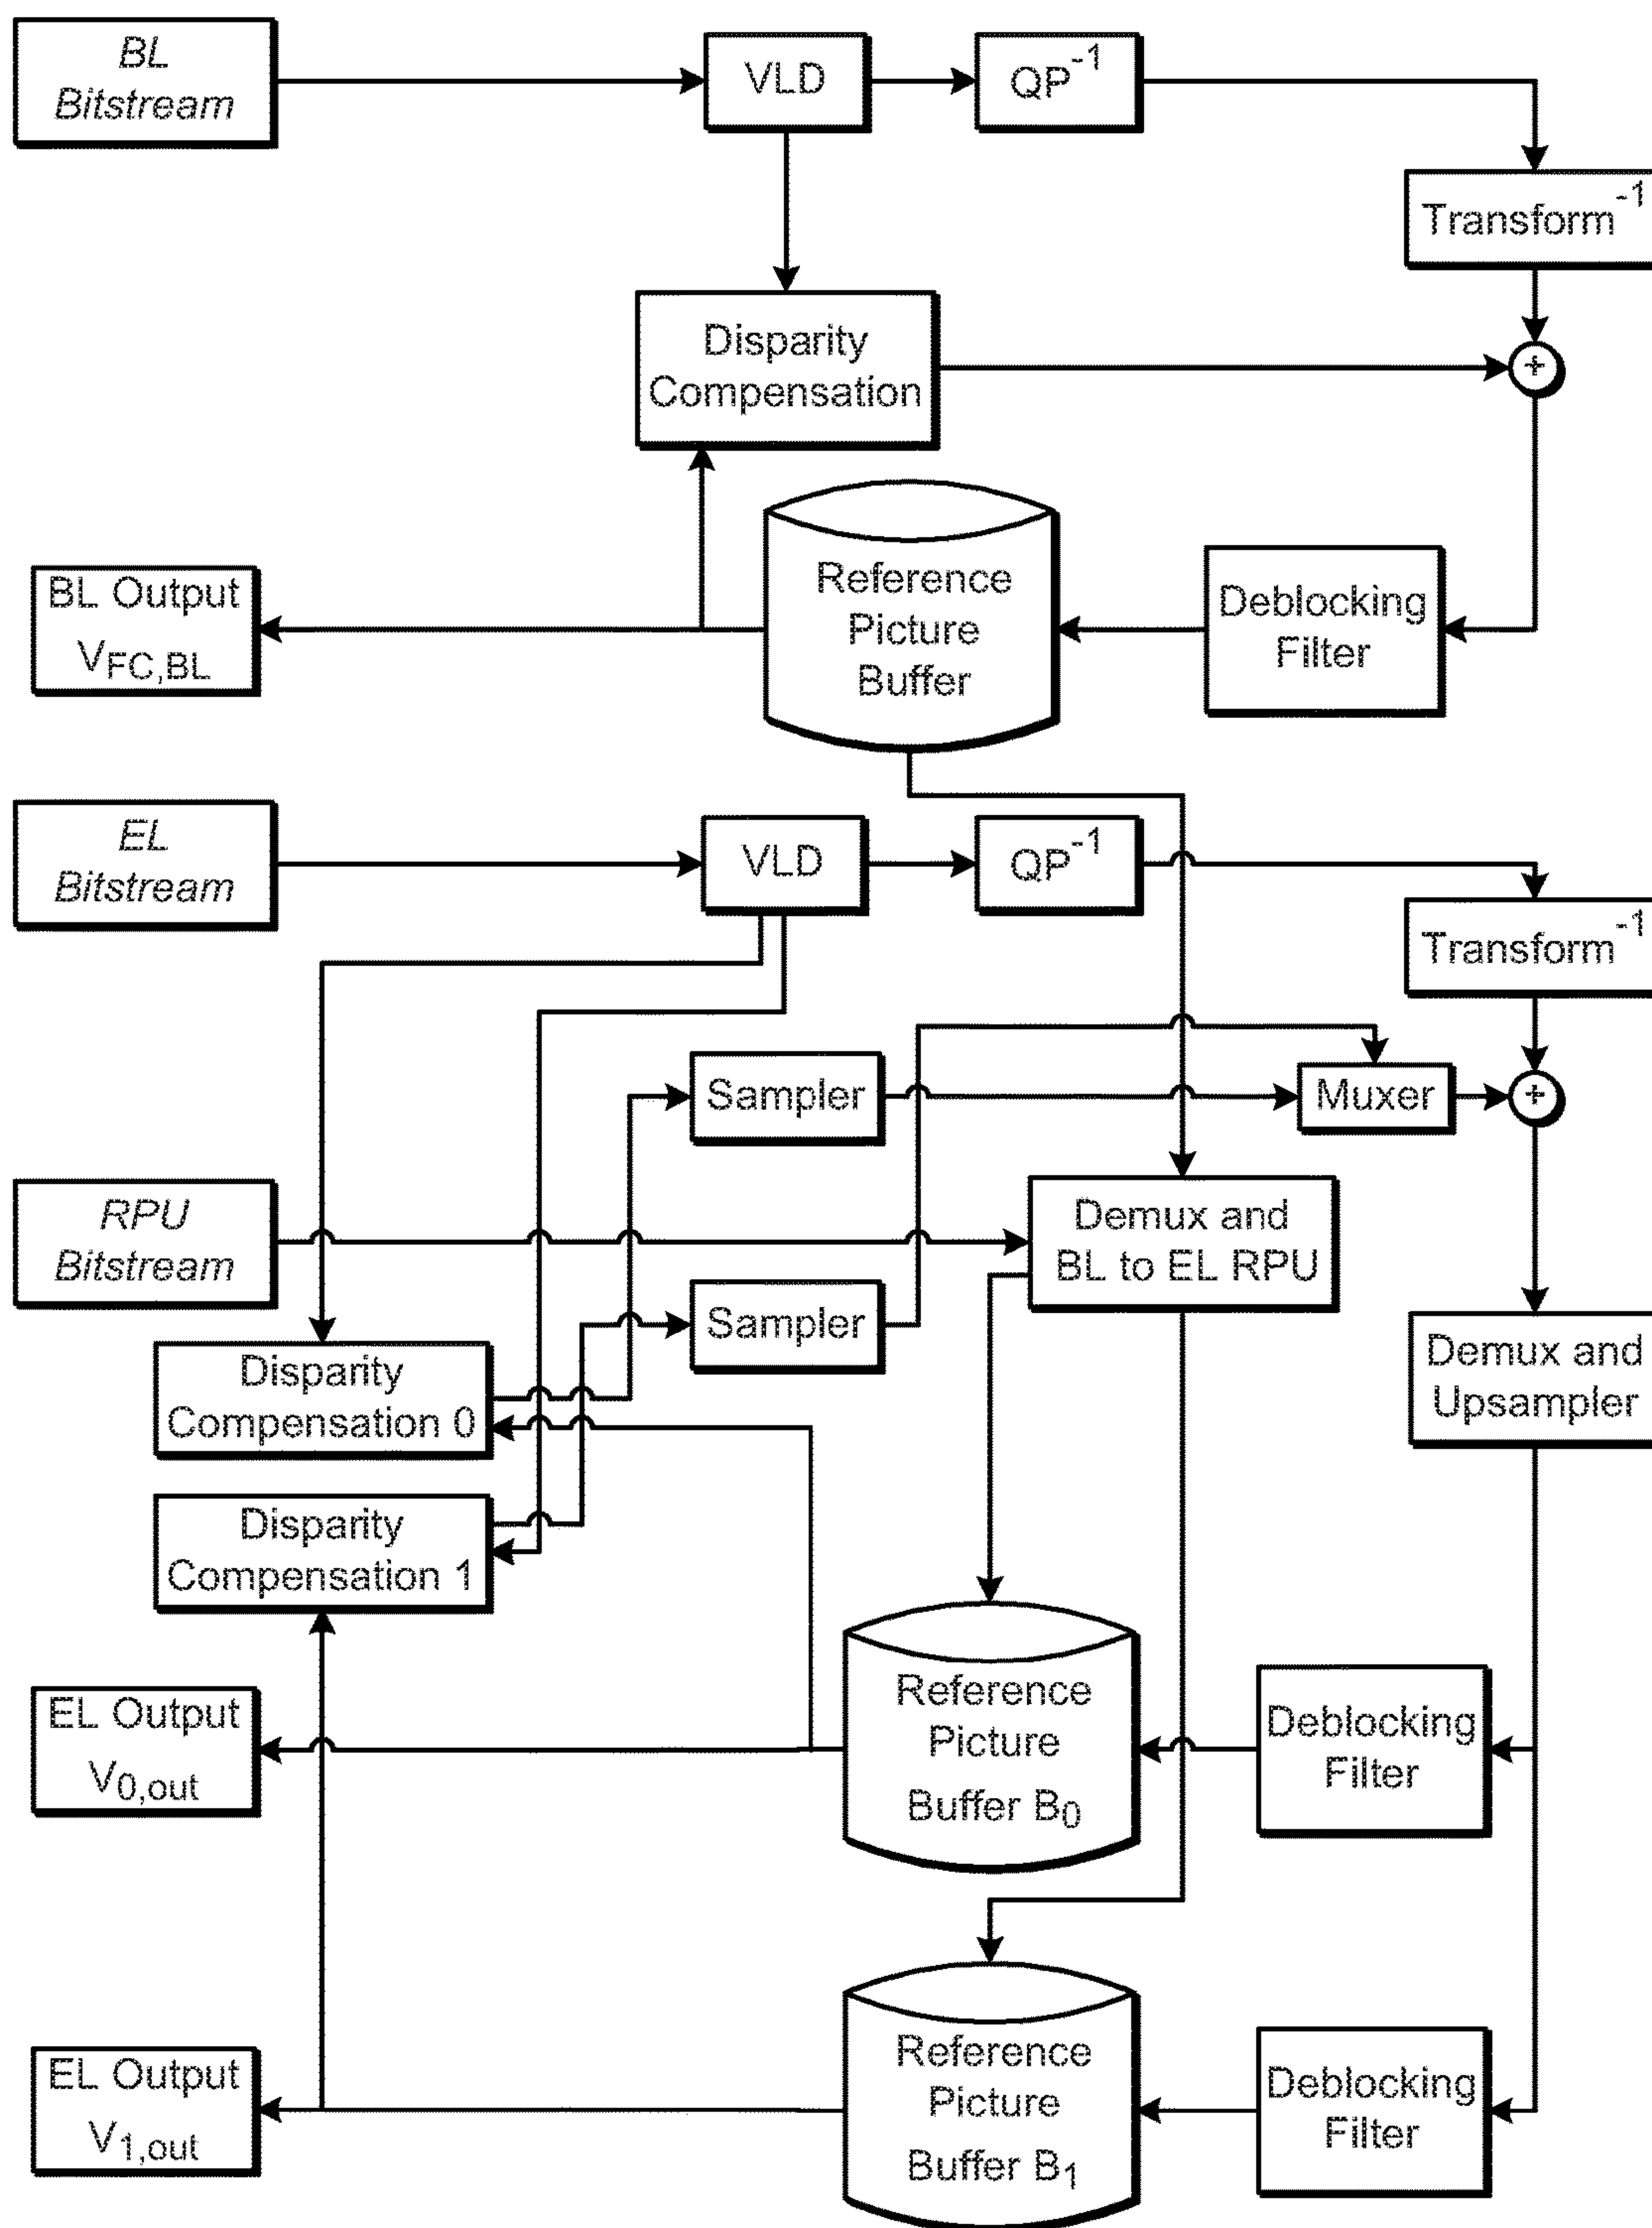 BL
Bitstream
VLD
QP-1
Transform-1
Disparity
Compensation
+
BL Output
VFC,BL
Reference
Picture
Buffer
Deblocking
Filter
EL
Bitstream
VLD
QP-1
Transform-1
Sampler
Muxer
+
RPU
Bitstream
Demux and
BL to EL RPU
Sampler
Disparity
Compensation 0
Demux and
Upsampler
Disparity
Compensation 1
EL Output
V0,out
Reference
Picture
Buffer B0
Deblocking
Filter
EL Output
V1,out
Reference
Picture
Buffer B1
Deblocking
Filter